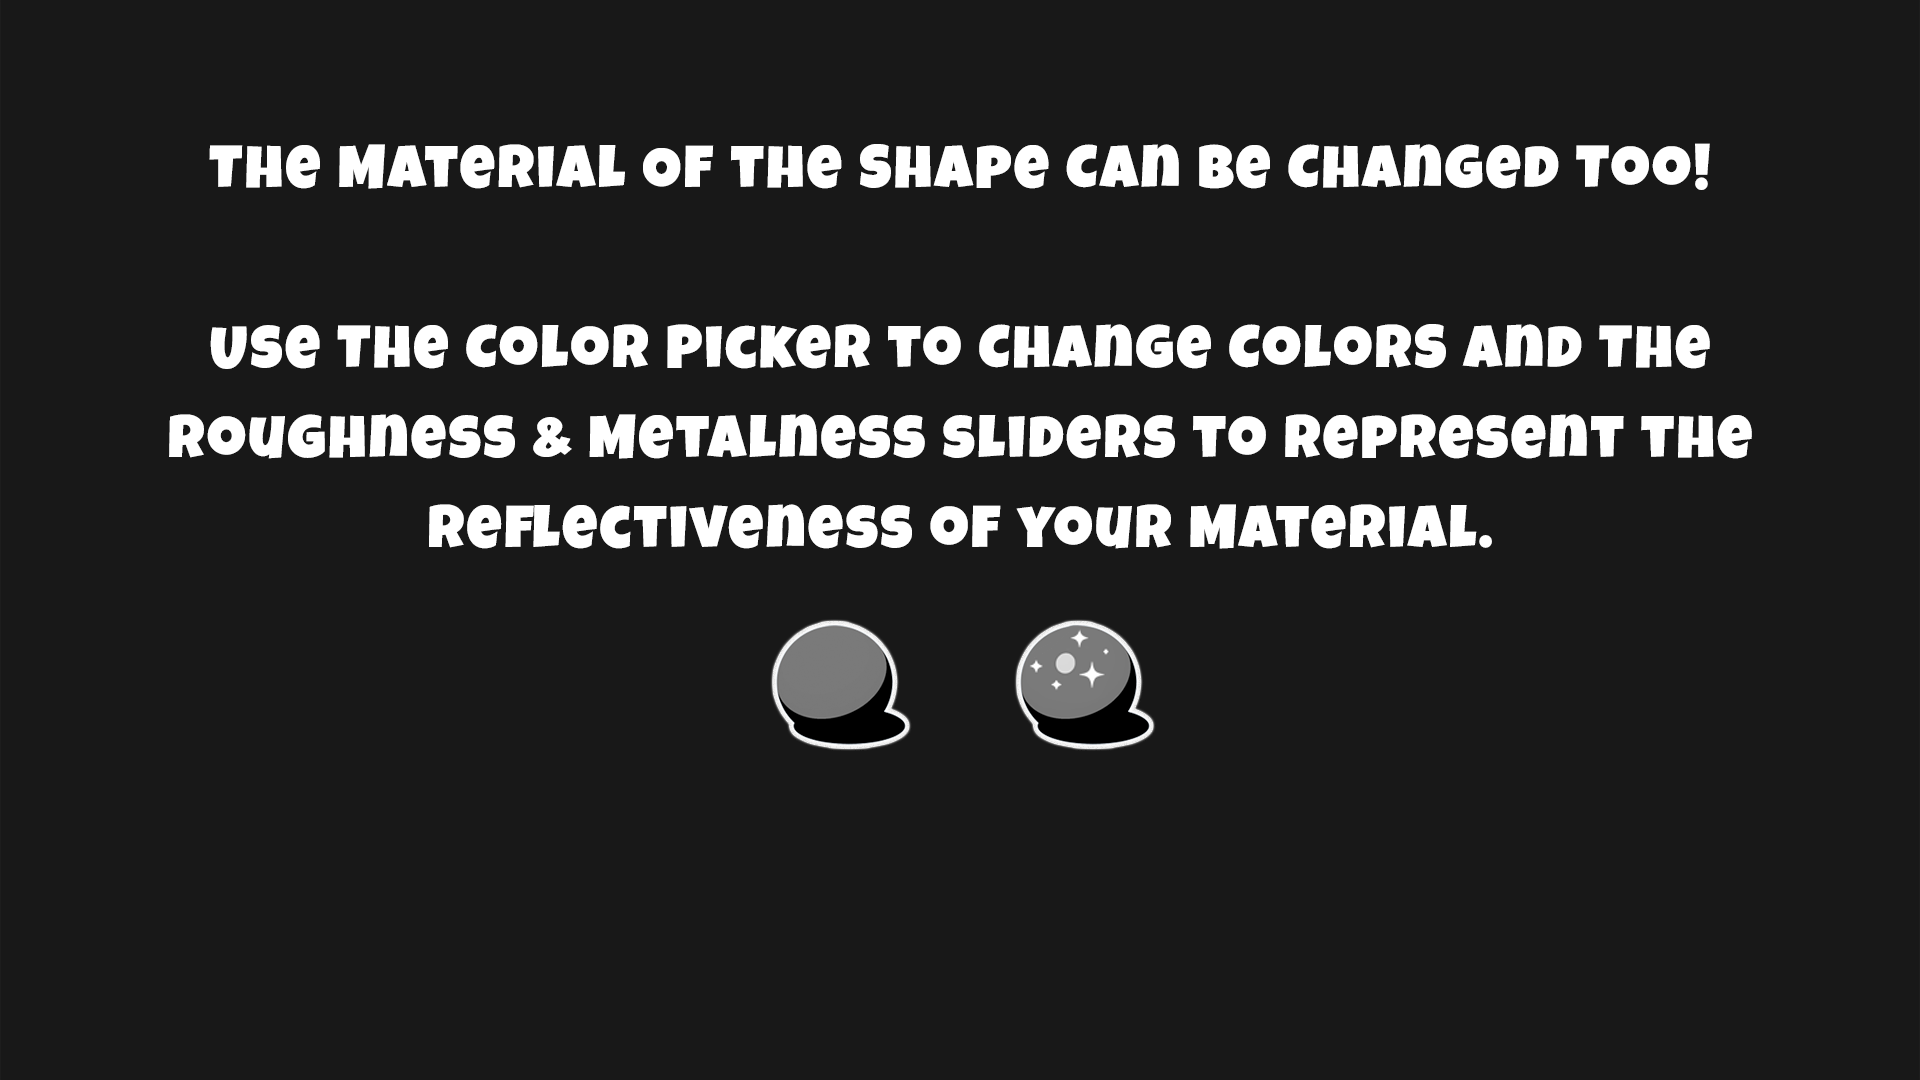 The Material of the Shape can be changed too!
Use the Color Picker to change colors and the
Roughness & Metalness sliders to represent the
reflectiveness of your material.